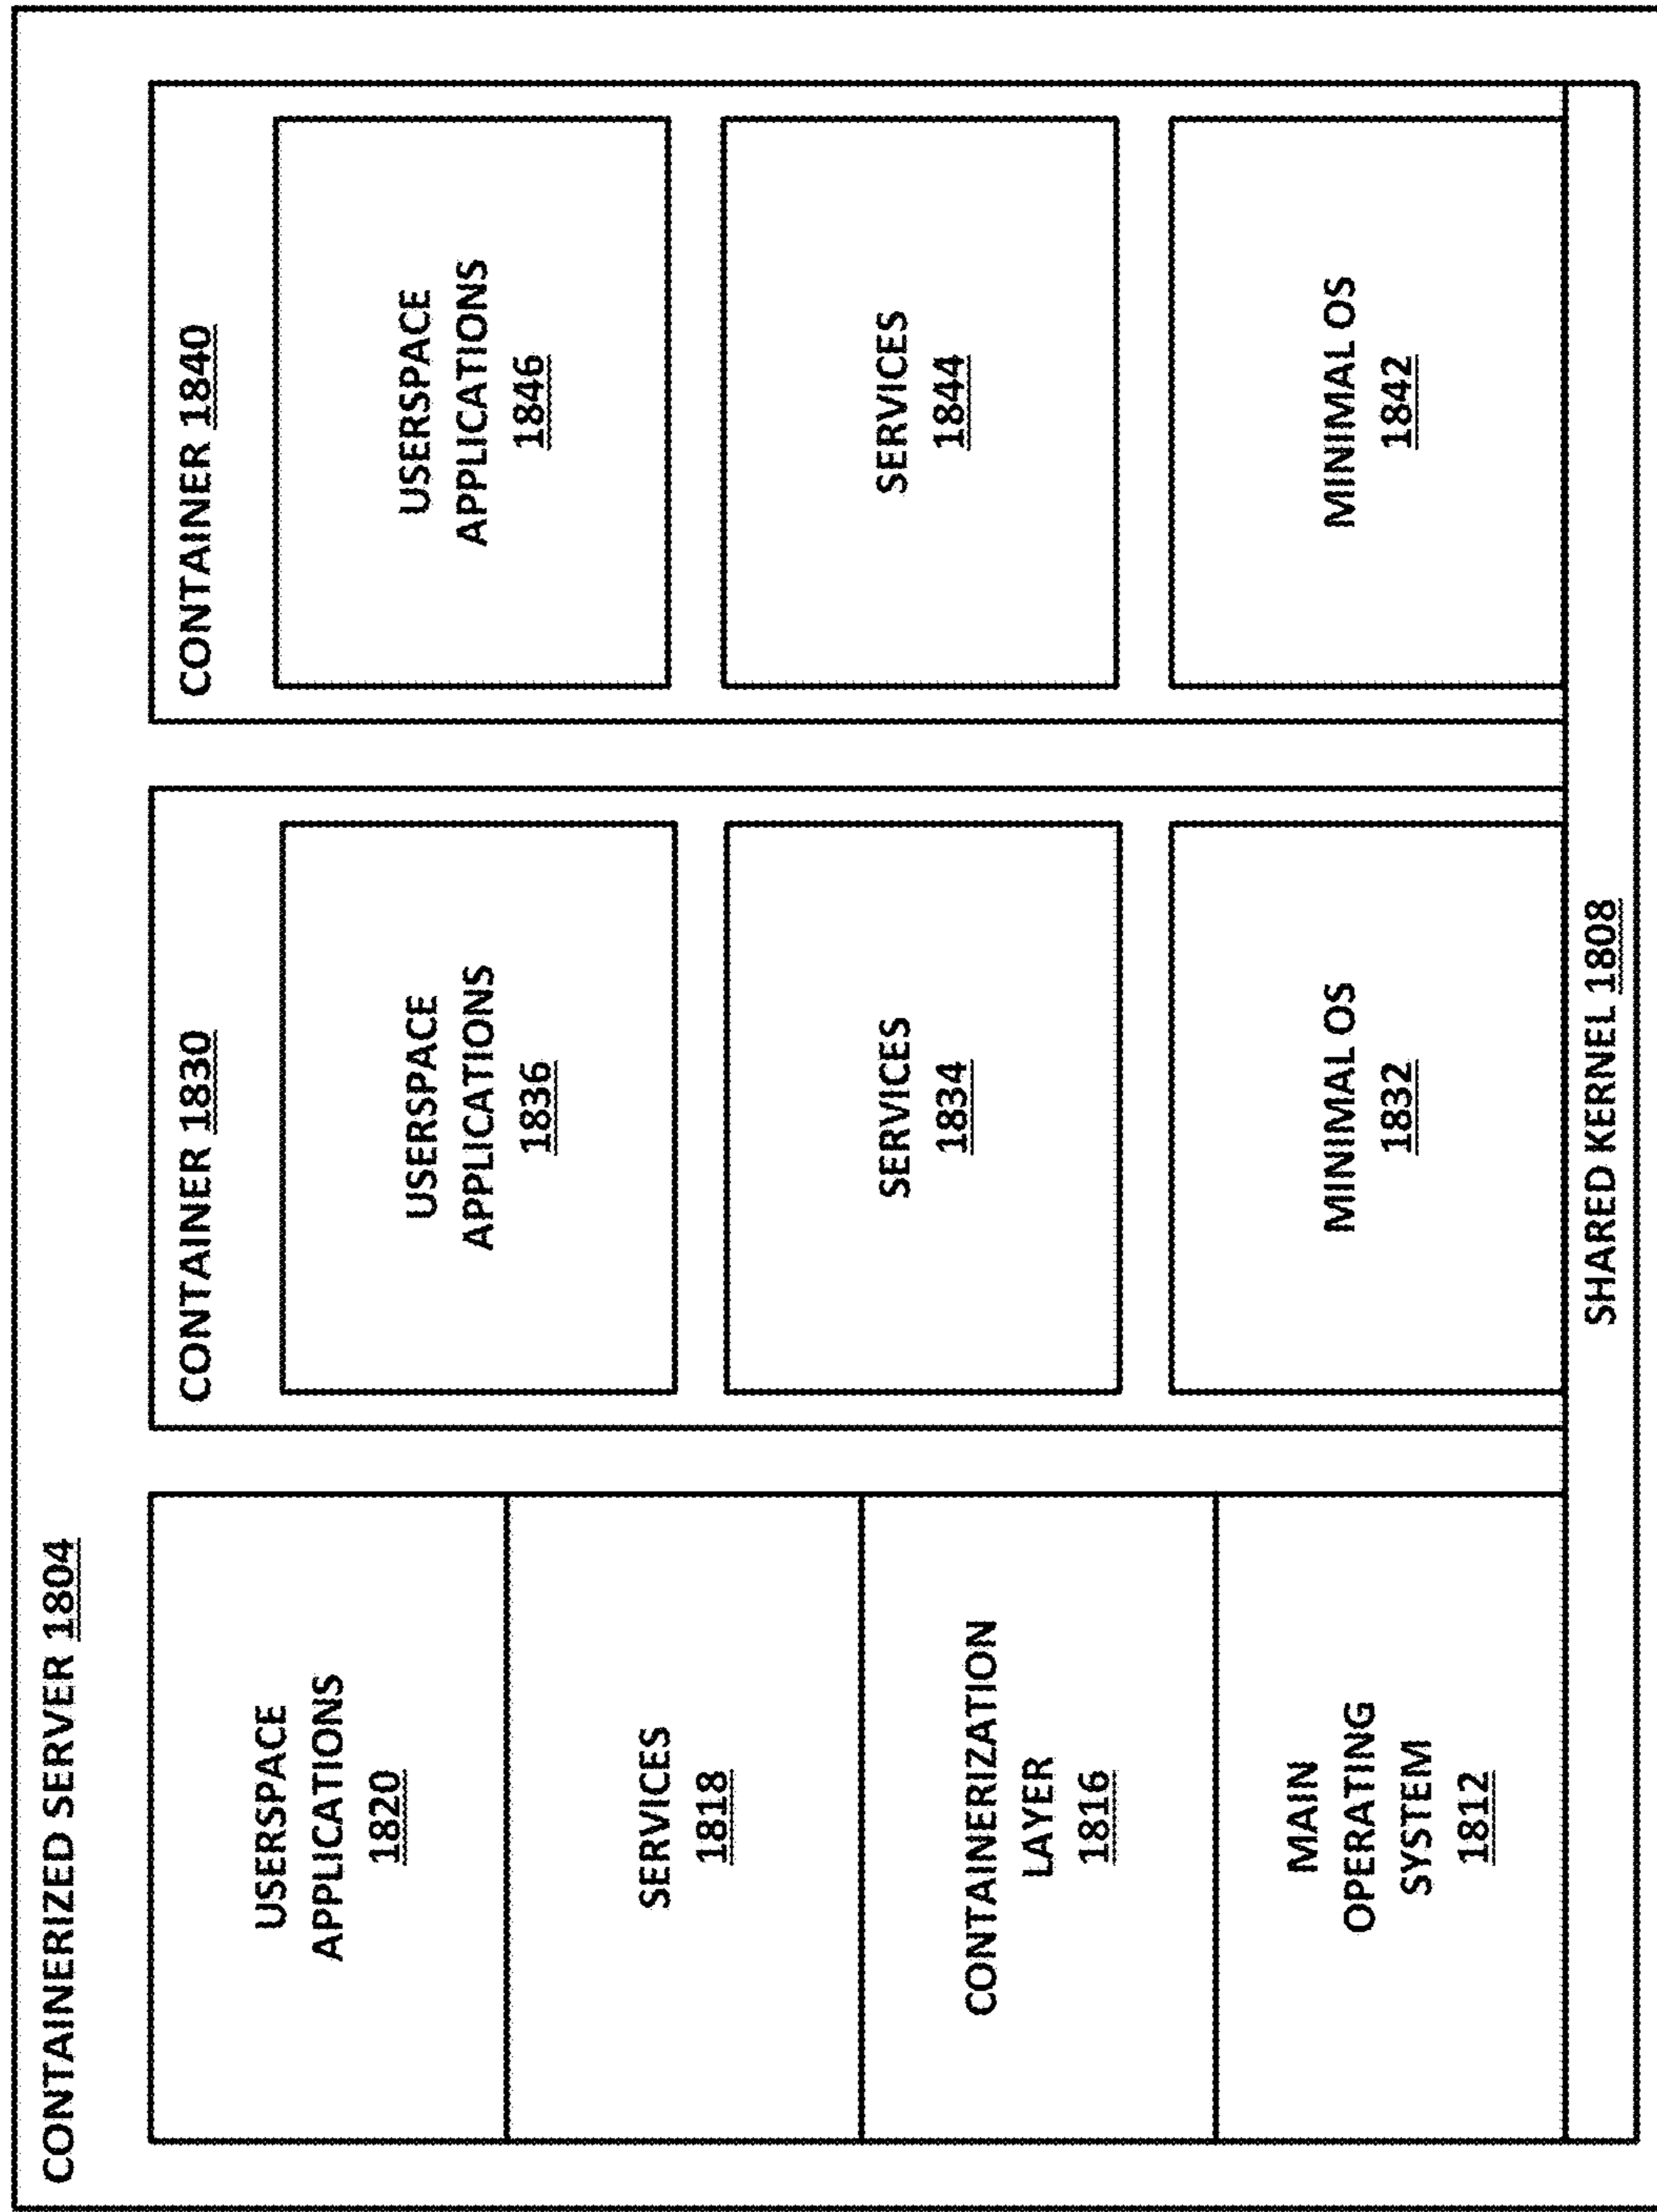 CONTAINERIZED SERVER 1804
USERSPACE
APPLICATIONS
1820
SERVICES
1818
CONTAINERIZATION
LAYER
1816
MAIN
OPERATING
SYSTEM
1812
CONTAINER 1830
USERSPACE
APPLICATIONS
1836
SERVICES
1834
MINIMAL OS
1832
CONTAINER 1840
USERSPACE
APPLICATIONS
1846
SERVICES
1844
MINIMAL OS
1842
SHARED KERNEL 1808